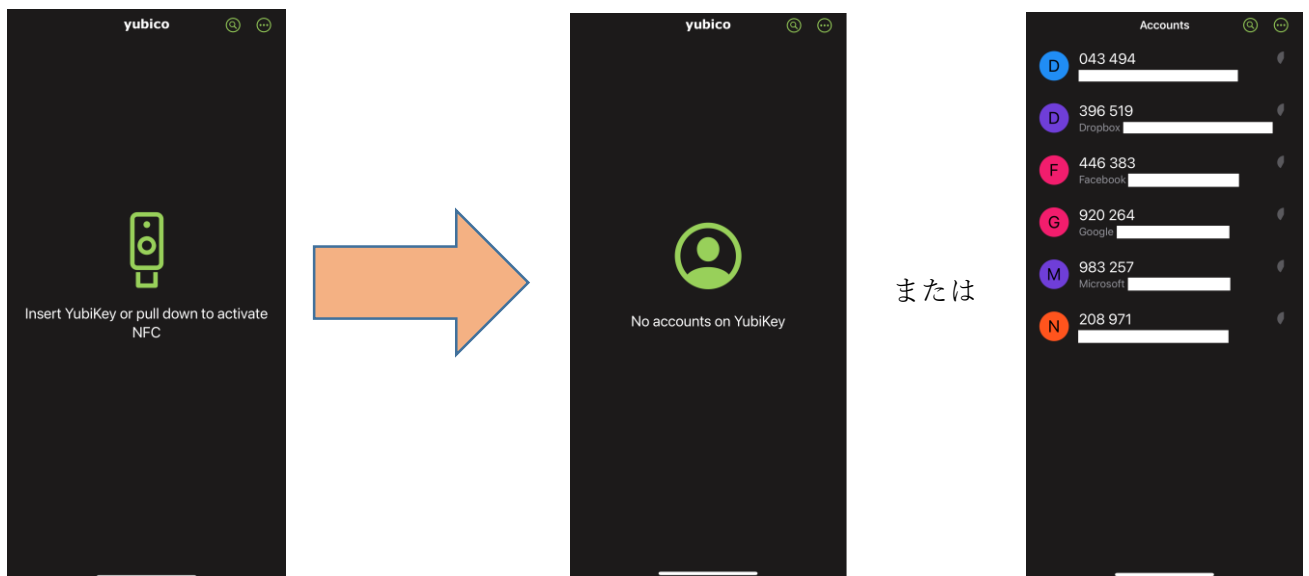 yubico
Insert YubiKey or pull down to activate
NFC
yubico
No accounts on YubiKey
または
Accounts
D
043 494
D
396 519
Dropbox
F
446 383
Facebook
G
920 264
Google
M
983 257
Microsoft
N
208 971